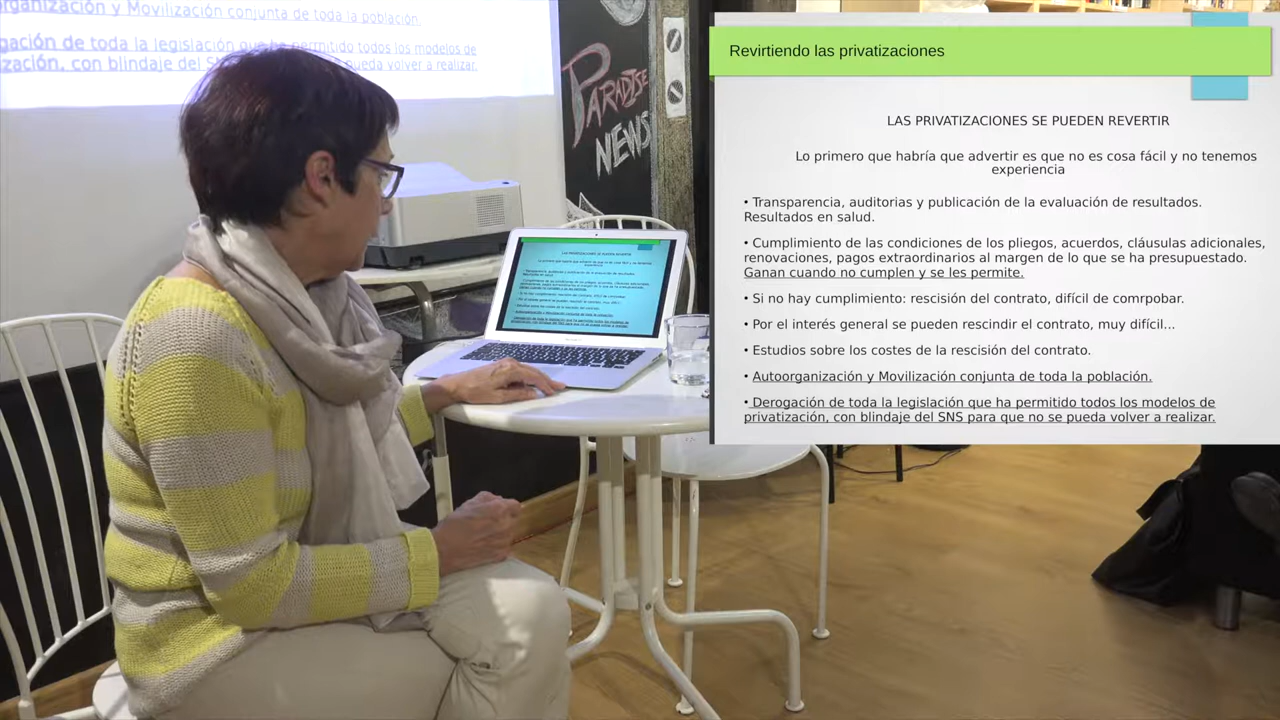 organización y Movilización conjunta de toda la población.
ogación de toda la legislación que ha permitido todos los modelos de
ización, con blindaje del SNS pueda volver a realizar.
PARADISE
NEWS
Revirtiendo las privatizaciones
LAS PRIVATIZACIONES SE PUEDEN REVERTIR
Lo primero que habría que advertir es que no es cosa fácil y no tenemos
experiencia
• Transparencia, auditorias y publicación de la evaluación de resultados.
Resultados en salud.
• Cumplimiento de las condiciones de los pliegos, acuerdos, cláusulas adicionales,
renovaciones, pagos extraordinarios al margen de lo que se ha presupuestado.
Ganan cuando no cumplen y se les permite.
• Si no hay cumplimiento: rescisión del contrato, difícil de comrpobar.
• Por el interés general se pueden rescindir el contrato, muy difícil...
• Estudios sobre los costes de la rescisión del contrato.
• Autoorganización y Movilización conjunta de toda la población.
• Derogación de toda la legislación que ha permitido todos los modelos de
privatización, con blindaje del SNS para que no se pueda volver a realizar.